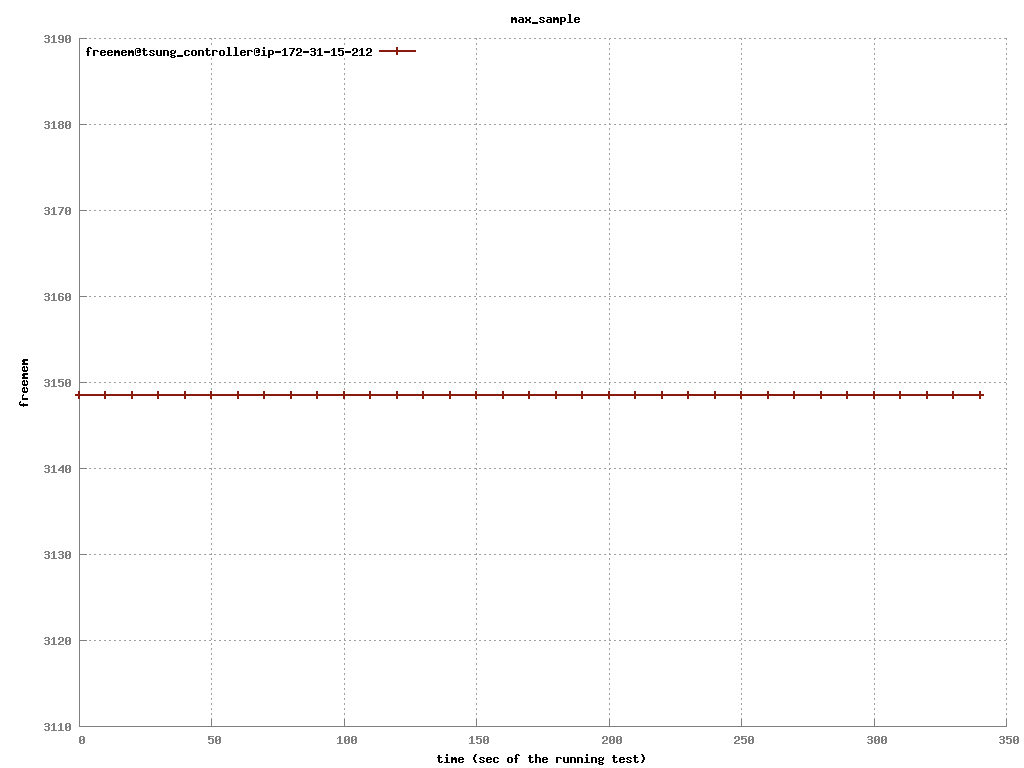 max_sample
freemem@tsung_controller@ip-172-31-15-212
3190
3180
3170
3160
3150
3140
3130
3120
3110
freemem
0 50 100 150 200 250 300 350
time (sec of the running test)